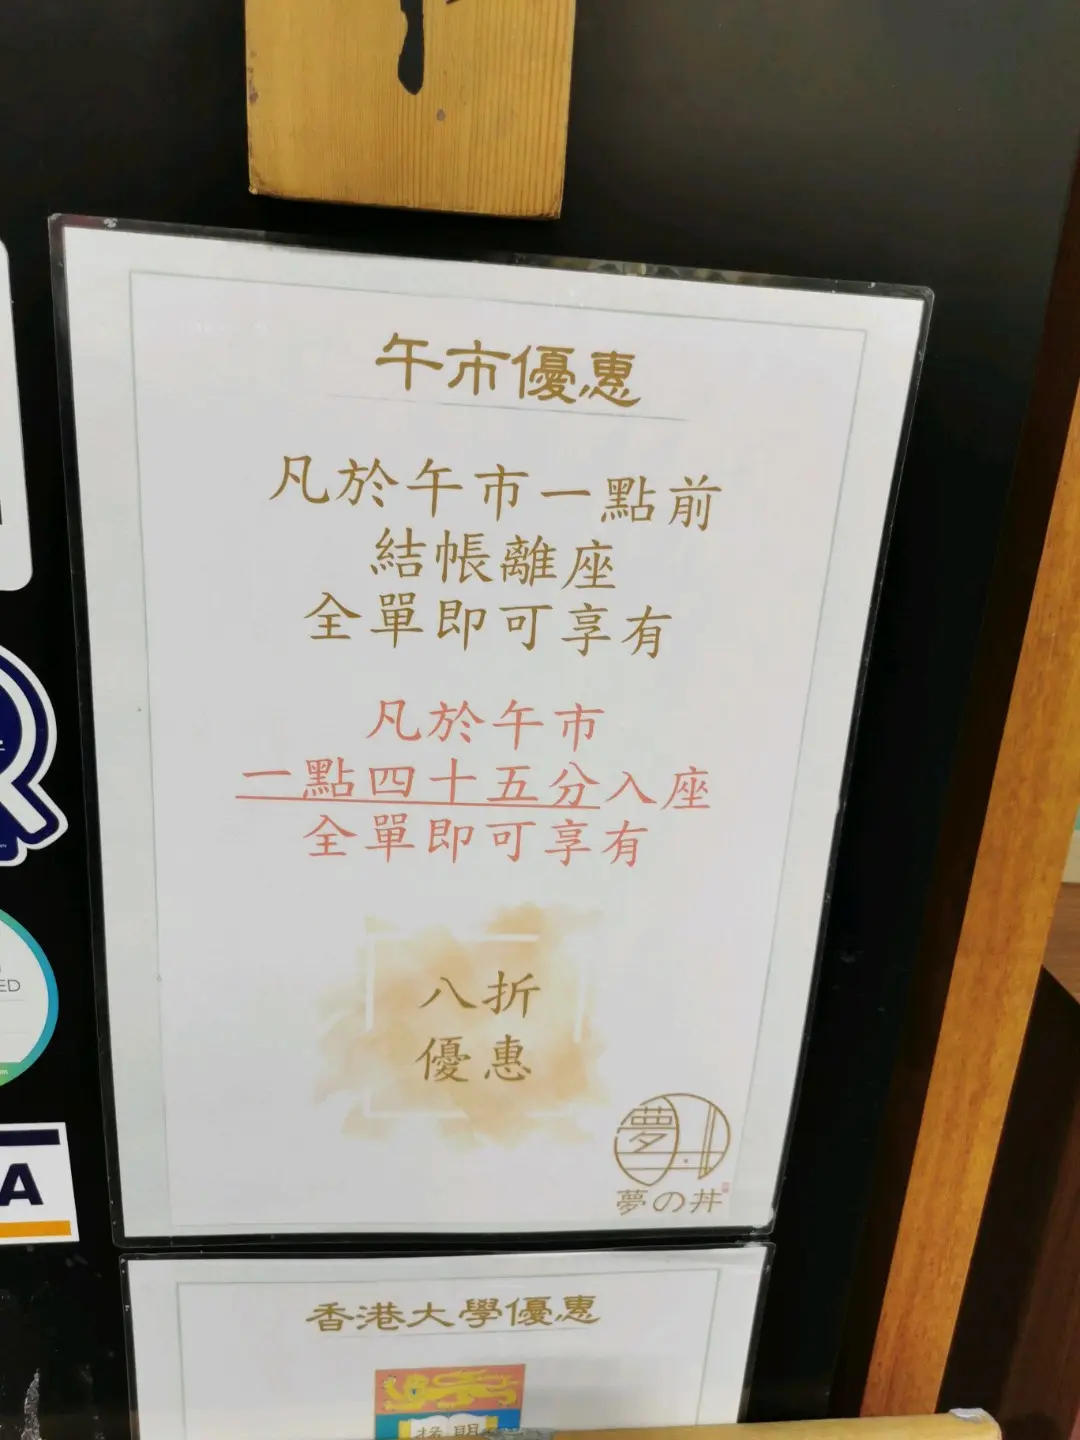 午市優惠
凡於午市一點前
結帳離座
全單即可享有
凡於午市
一點四十五分入座
全單即可享有
八折
優惠
夢
夢の丼
ED
A
香港大學優惠